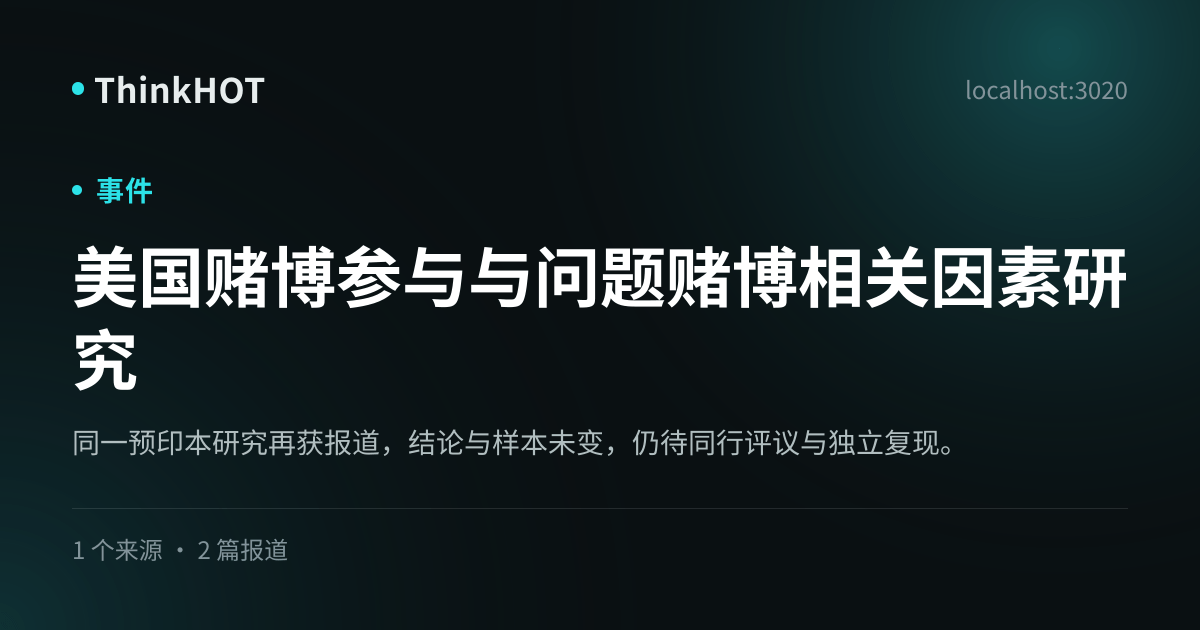 ThinkHOT
localhost:3020
事件
美国赌博参与与问题赌博相关因素研
究
同一预印本研究再获报道，结论与样本未变，仍待同行评议与独立复现。
1 个来源 · 2 篇报道